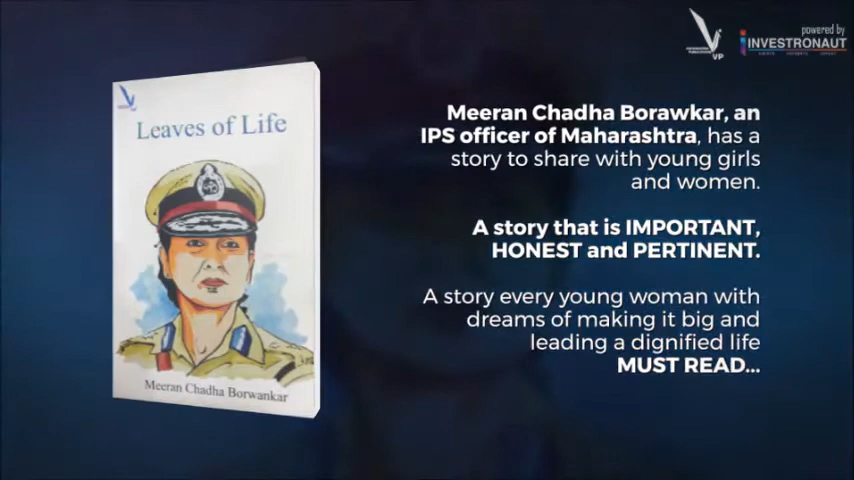 powered by
INVESTRONAUT
VP
Leaves of Life
Meeran Chadha Borwankar
Meeran Chadha Borawkar, an
IPS officer of Maharashtra, has a
story to share with young girls
and women.
A story that is IMPORTANT,
HONEST and PERTINENT.
A story every young woman with
dreams of making it big and
leading a dignified life
MUST READ...